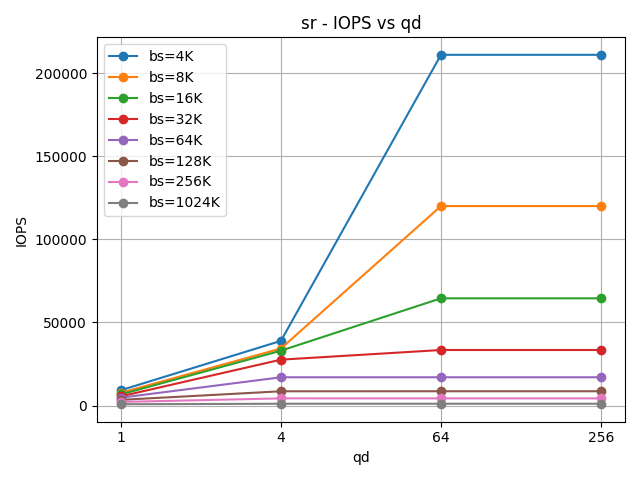 sr - IOPS vs qd
bs=4K
bs=8K
bs=16K
bs=32K
bs=64K
bs=128K
bs=256K
bs=1024K
200000
150000
100000
50000
0
IOPS
1 4 64 256
qd